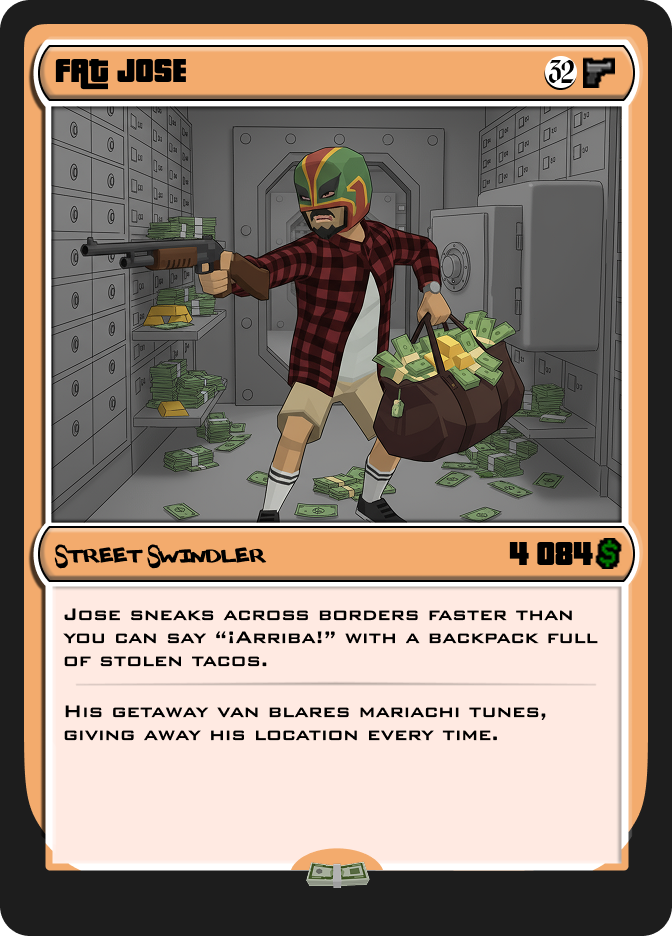 Fat Jose
32
Street Swindler
4 084$
Jose sneaks across borders faster than
you can say “¡Arriba!” with a backpack full
of stolen tacos.
His getaway van blares mariachi tunes,
giving away his location every time.